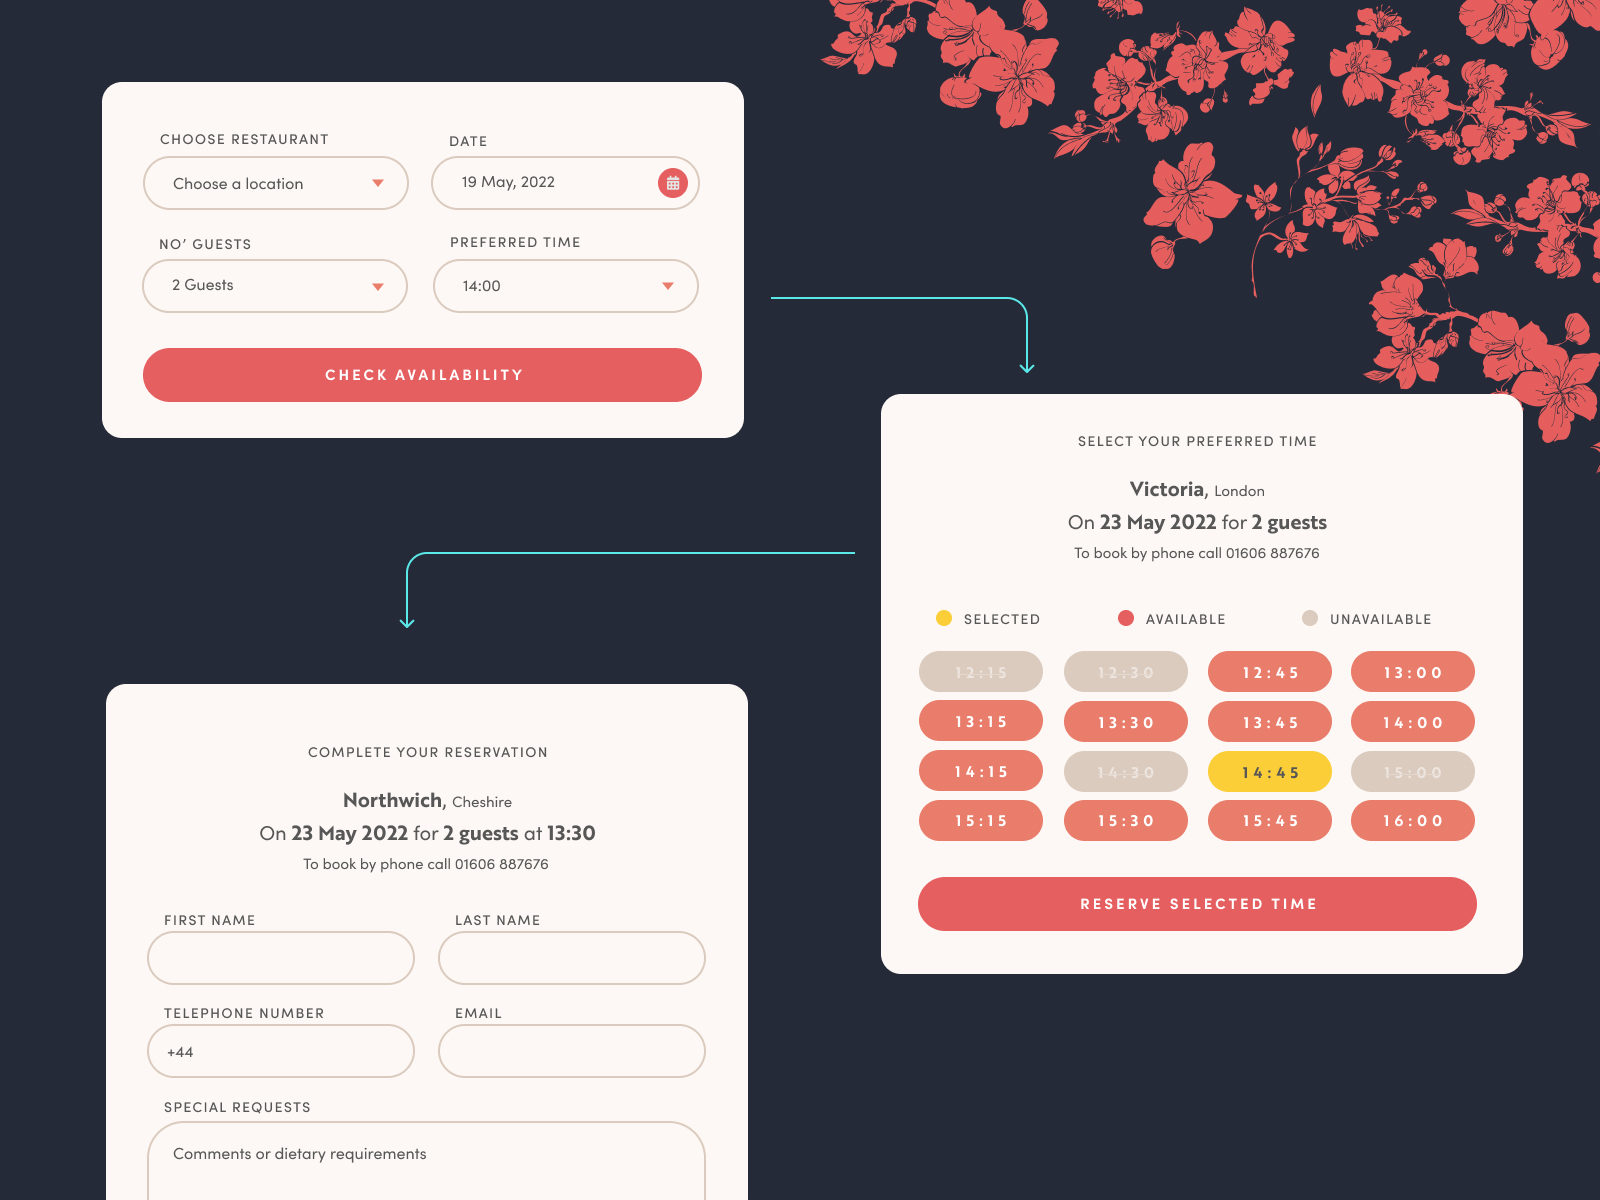 CHOOSE RESTAURANT
Choose a location
DATE
19 May, 2022
NO’ GUESTS
2 Guests
PREFERRED TIME
14:00
CHECK AVAILABILITY
SELECT YOUR PREFERRED TIME
Victoria, London
On 23 May 2022 for 2 guests
To book by phone call 01606 887676
SELECTED AVAILABLE UNAVAILABLE
12:15 12:30 12:45 13:00
13:15 13:30 13:45 14:00
14:15 14:30 14:45 15:00
15:15 15:30 15:45 16:00
RESERVE SELECTED TIME
COMPLETE YOUR RESERVATION
Northwich, Cheshire
On 23 May 2022 for 2 guests at 13:30
To book by phone call 01606 887676
FIRST NAME
LAST NAME
TELEPHONE NUMBER
+44
EMAIL
SPECIAL REQUESTS
Comments or dietary requirements